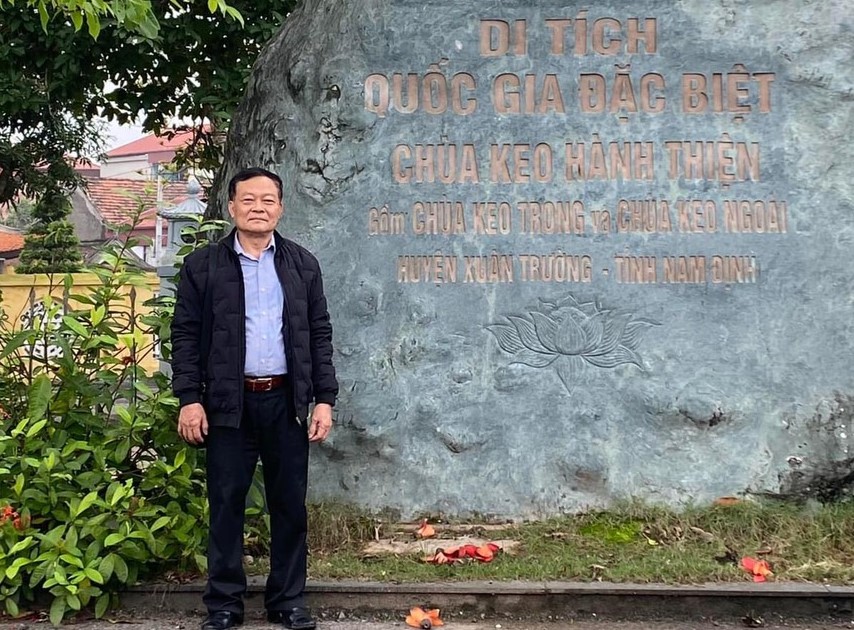 DI TÍCH
QUỐC GIA ĐẶC BIỆT
CHÙA KEO HÀNH THIỆN
Gồm CHÙA KEO TRONG và CHÙA KEO NGOÀI
HUYỆN XUÂN TRƯỜNG - TỈNH NAM ĐỊNH